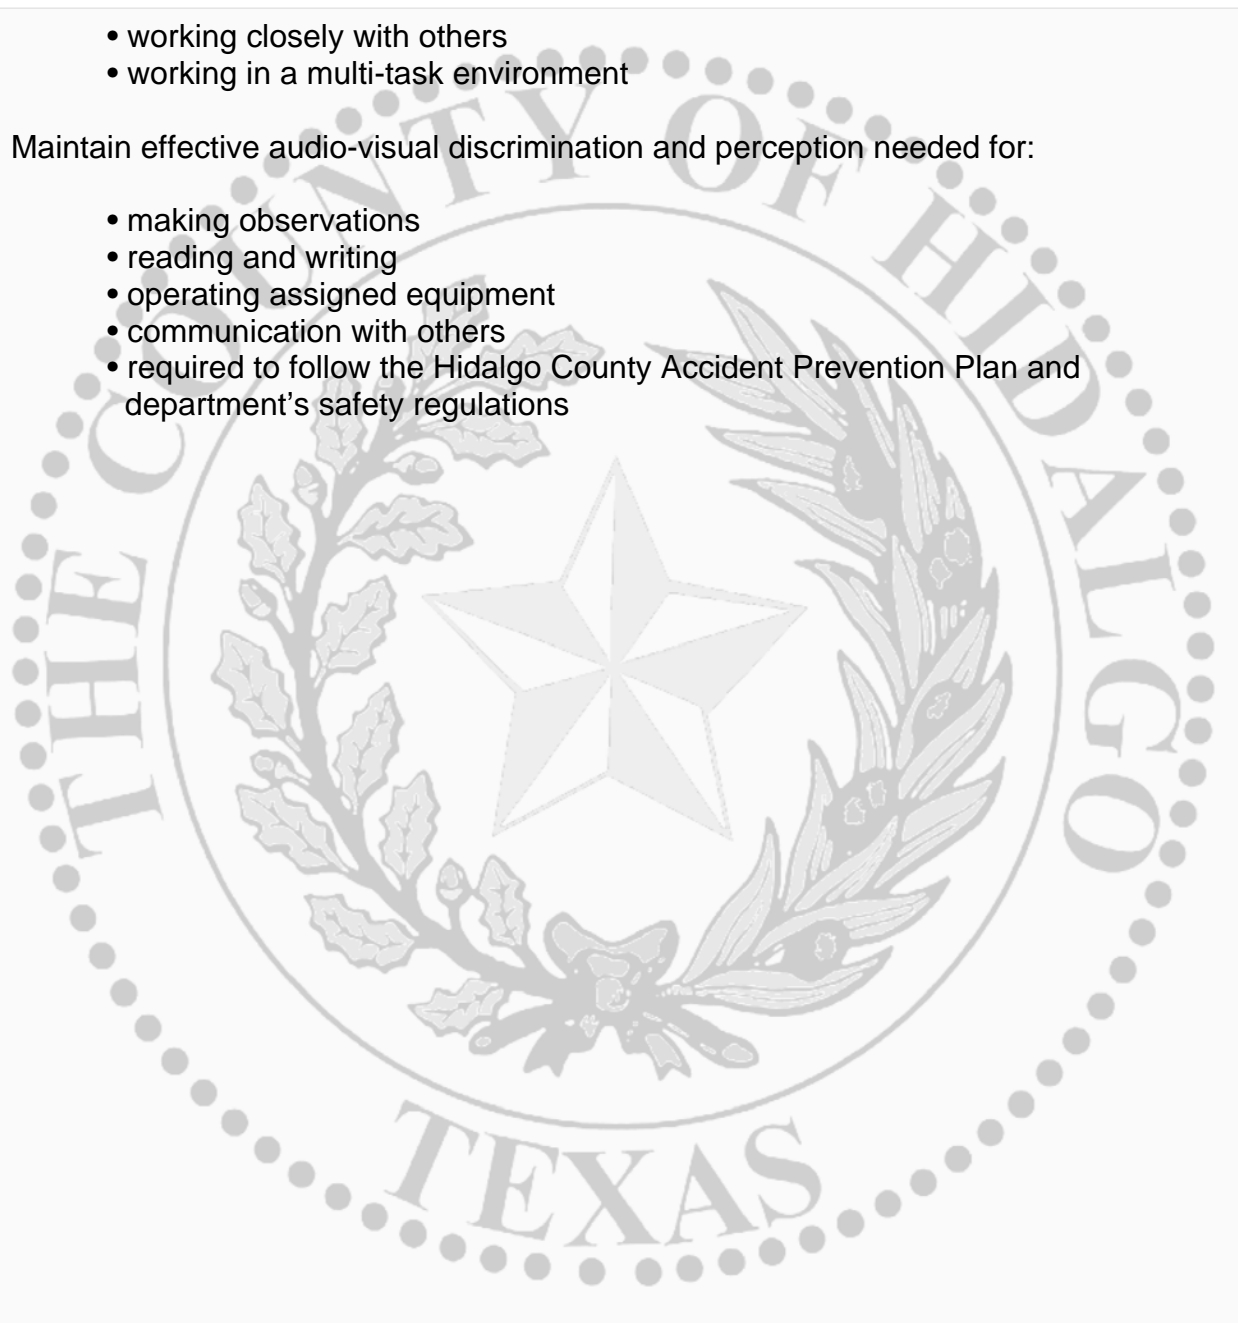 • working closely with others
• working in a multi-task environment
Maintain effective audio-visual discrimination and perception needed for:
• making observations
• reading and writing
• operating assigned equipment
• communication with others
• required to follow the Hidalgo County Accident Prevention Plan and
department’s safety regulations
THE COUNTY OF HIDALGO
TEXAS